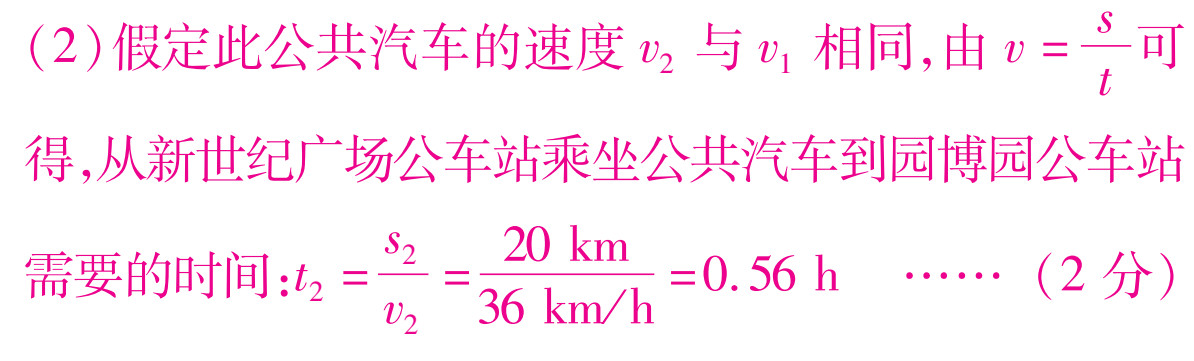 (2)假定此公共汽车的速度 v₂ 与 v₁ 相同,由 v = s/t 可
得,从新世纪广场公车站乘坐公共汽车到园博园公车站
需要的时间:t₂ = s₂/v₂ = 20 km/36 km/h = 0.56 h ……(2 分)